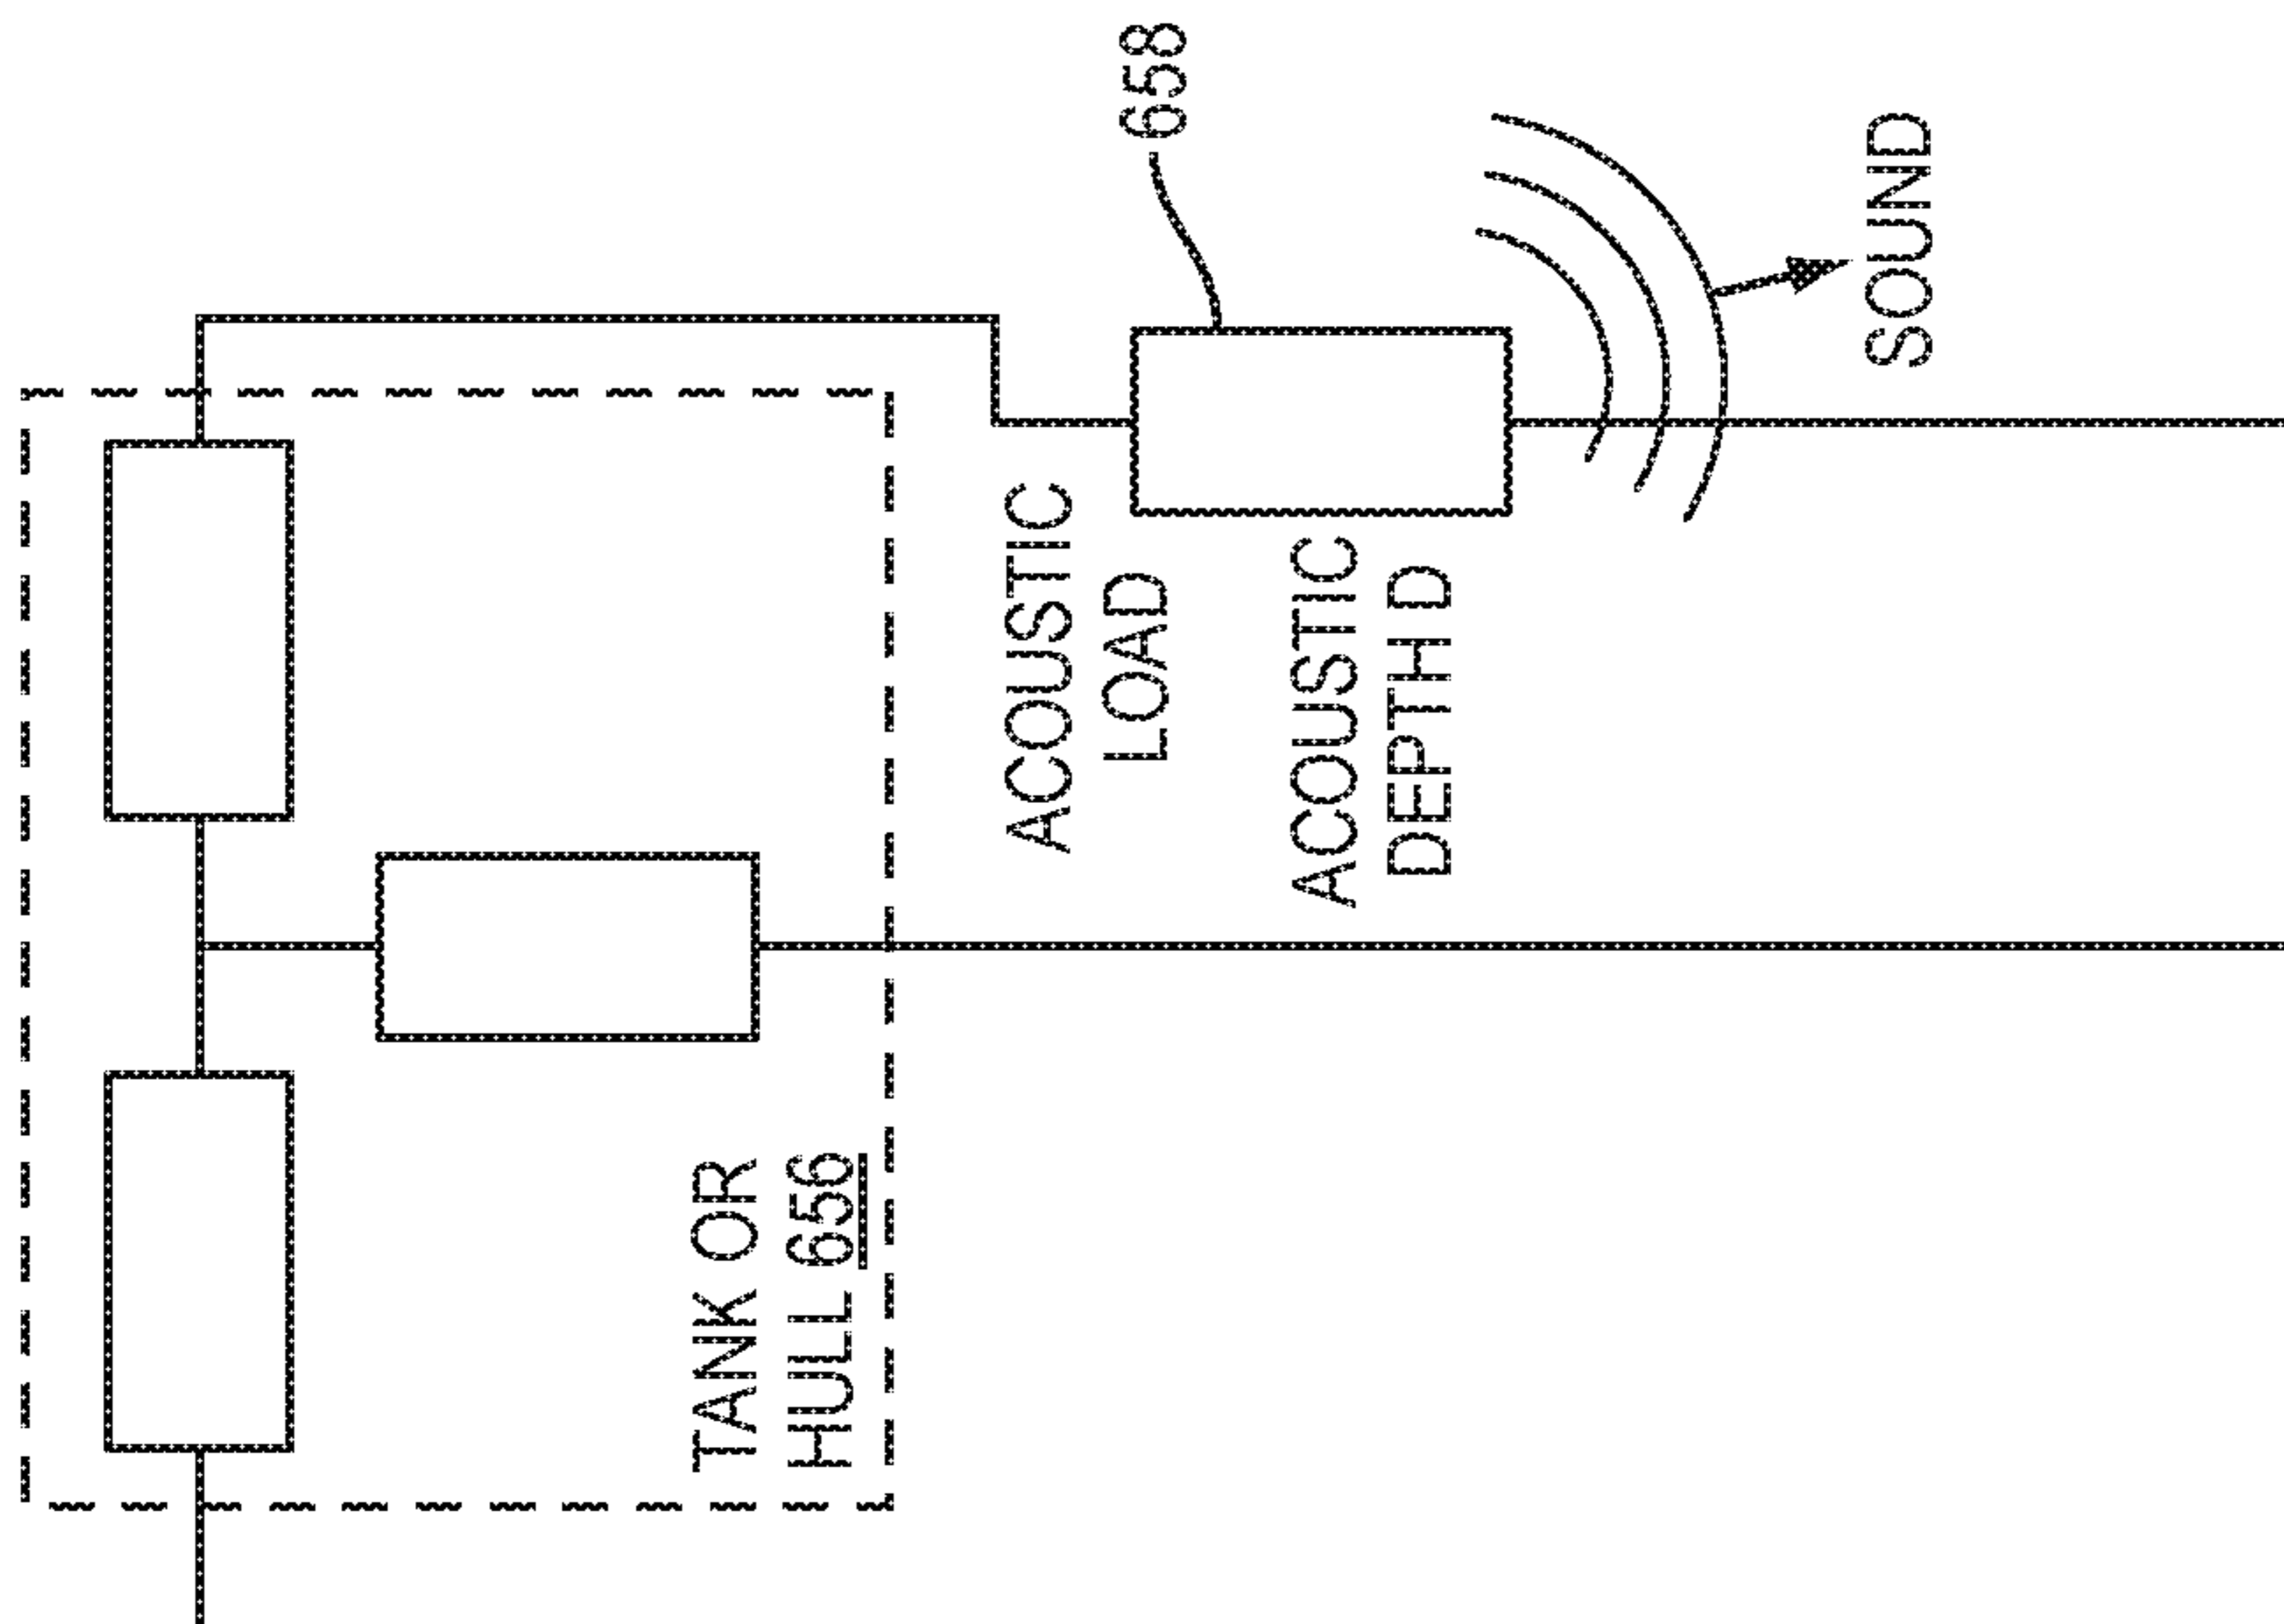 TANK OR
HULL 656
ACOUSTIC
LOAD
ACOUSTIC
DEPTH D
658
SOUND